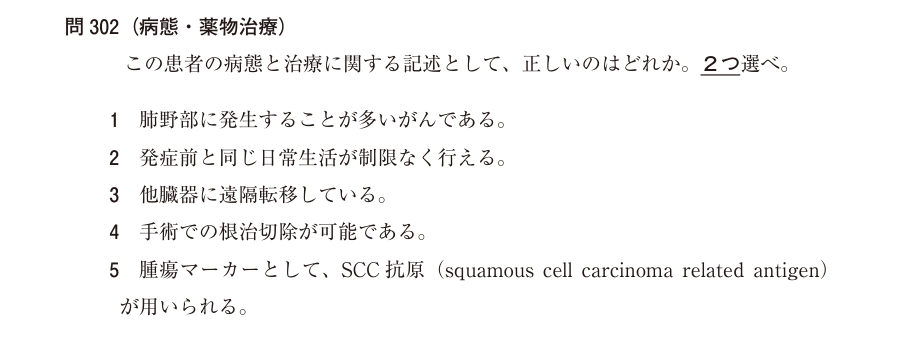 問 302（病態・薬物治療）
この患者の病態と治療に関する記述として、正しいのはどれか。２つ選べ。
1 肺野部に発生することが多いがんである。
2 発症前と同じ日常生活が制限なく行える。
3 他臓器に遠隔転移している。
4 手術での根治切除が可能である。
5 腫瘍マーカーとして、SCC 抗原（squamous cell carcinoma related antigen）
が用いられる。